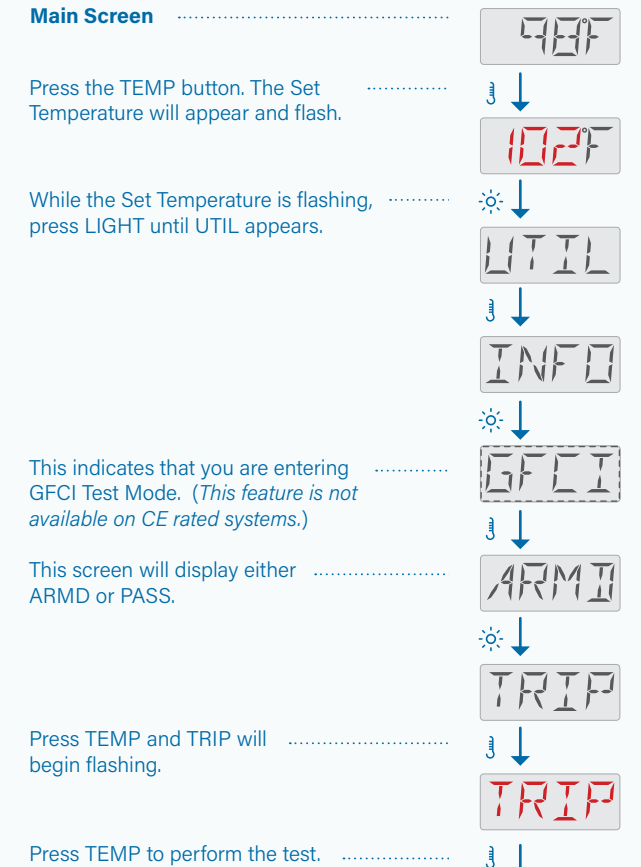 Main Screen
98°F
Press the TEMP button. The Set
Temperature will appear and flash.
102°F
While the Set Temperature is flashing,
press LIGHT until UTIL appears.
UTIL
INFO
This indicates that you are entering
GFCI Test Mode. (This feature is not
available on CE rated systems.)
GFCI
This screen will display either
ARMD or PASS.
ARMD
TRIP
Press TEMP and TRIP will
begin flashing.
TRIP
Press TEMP to perform the test.